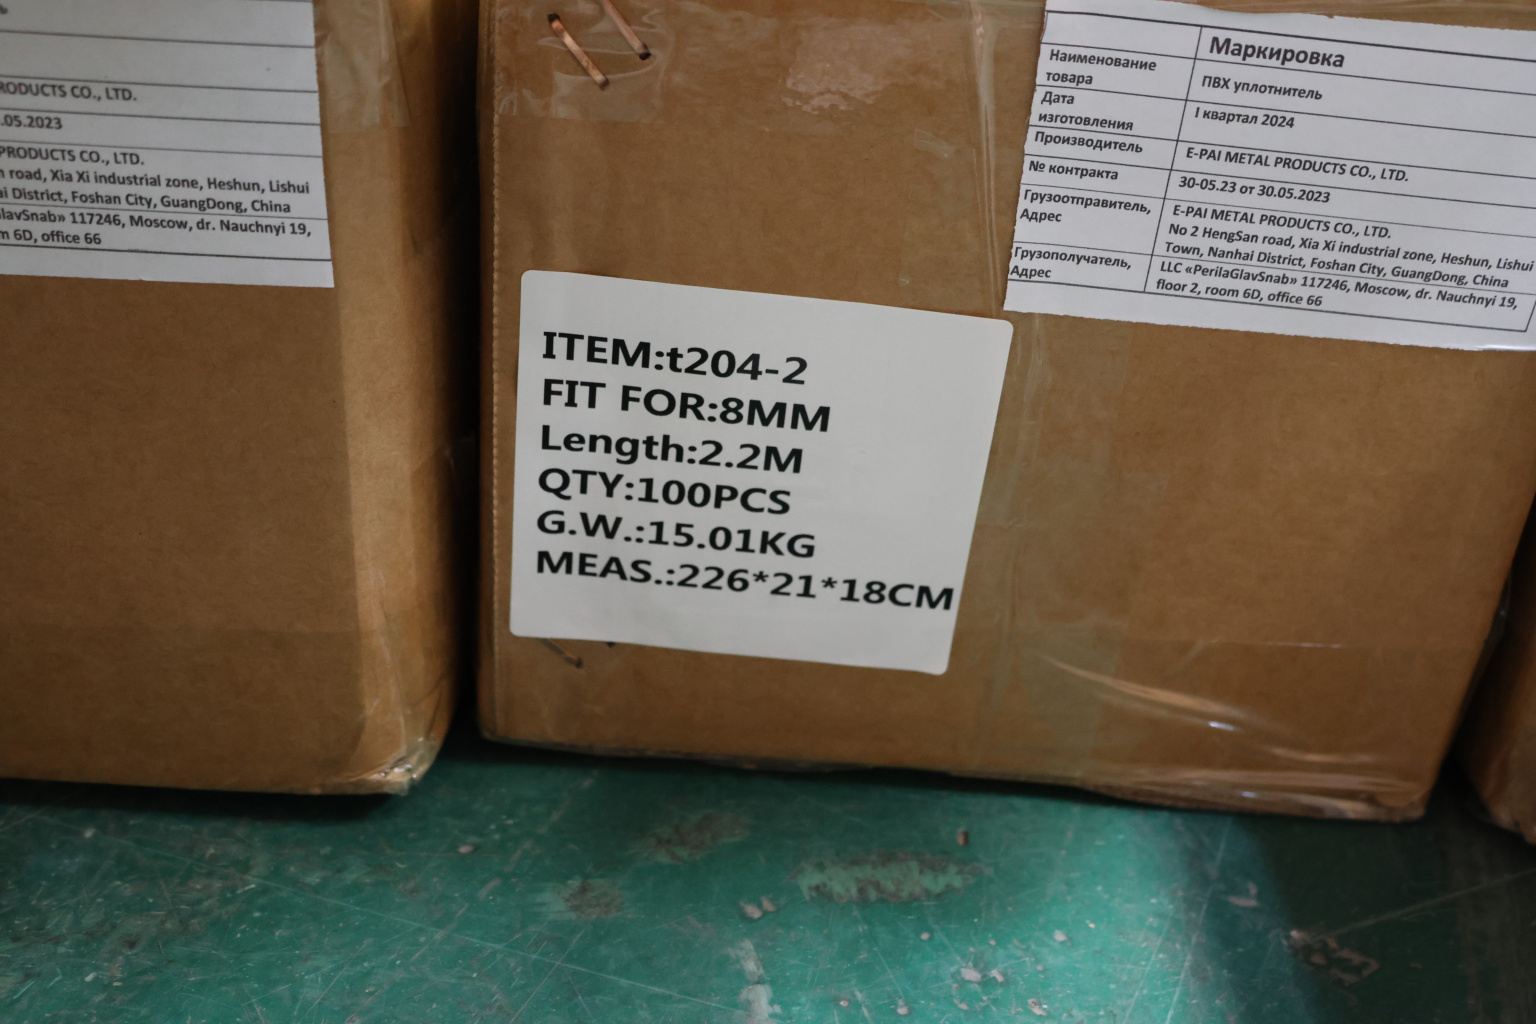 RODUCTS CO., LTD.
.05.2023
PRODUCTS CO., LTD.
road, Xia Xi industrial zone, Heshun, Lishui
District, Foshan City, GuangDong, China
lavSnab» 117246, Moscow, dr. Nauchnyi 19,
6D, office 66
ITEM:t204-2
FIT FOR:8MM
Length:2.2M
QTY:100PCS
G.W.:15.01KG
MEAS.:226*21*18CM
Маркировка
Наименование товара
ПВХ уплотнитель
Дата изготовления
I квартал 2024
Производитель
E-PAI METAL PRODUCTS CO., LTD.
№ контракта
30-05.23 от 30.05.2023
Грузоотправитель,
Адрес
E-PAI METAL PRODUCTS CO., LTD.
No 2 HengSan road, Xia Xi industrial zone, Heshun, Lishui
Town, Nanhai District, Foshan City, GuangDong, China
Грузополучатель,
Адрес
LLC «PerilaGlavSnab» 117246, Moscow, dr. Nauchnyi 19,
floor 2, room 6D, office 66